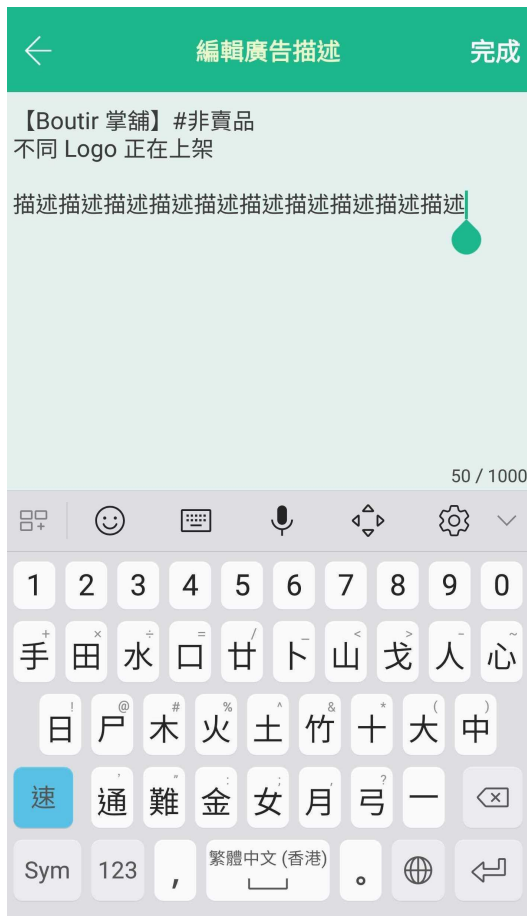 編輯廣告描述 完成
【Boutir 掌舖】#非賣品
不同 Logo 正在上架
描述描述描述描述描述描述描述描述描述描述
50 / 1000
1 2 3 4 5 6 7 8 9 0
+ × ÷ = / _ < > - ~
手 田 水 口 廿 卜 山 戈 人 心
! @ # % ^ & * ( )
日 尸 木 火 土 竹 十 大 中
' " : ; , ?
速 通 難 金 女 月 弓 一
Sym 123 , 繁體中文 (香港) 。